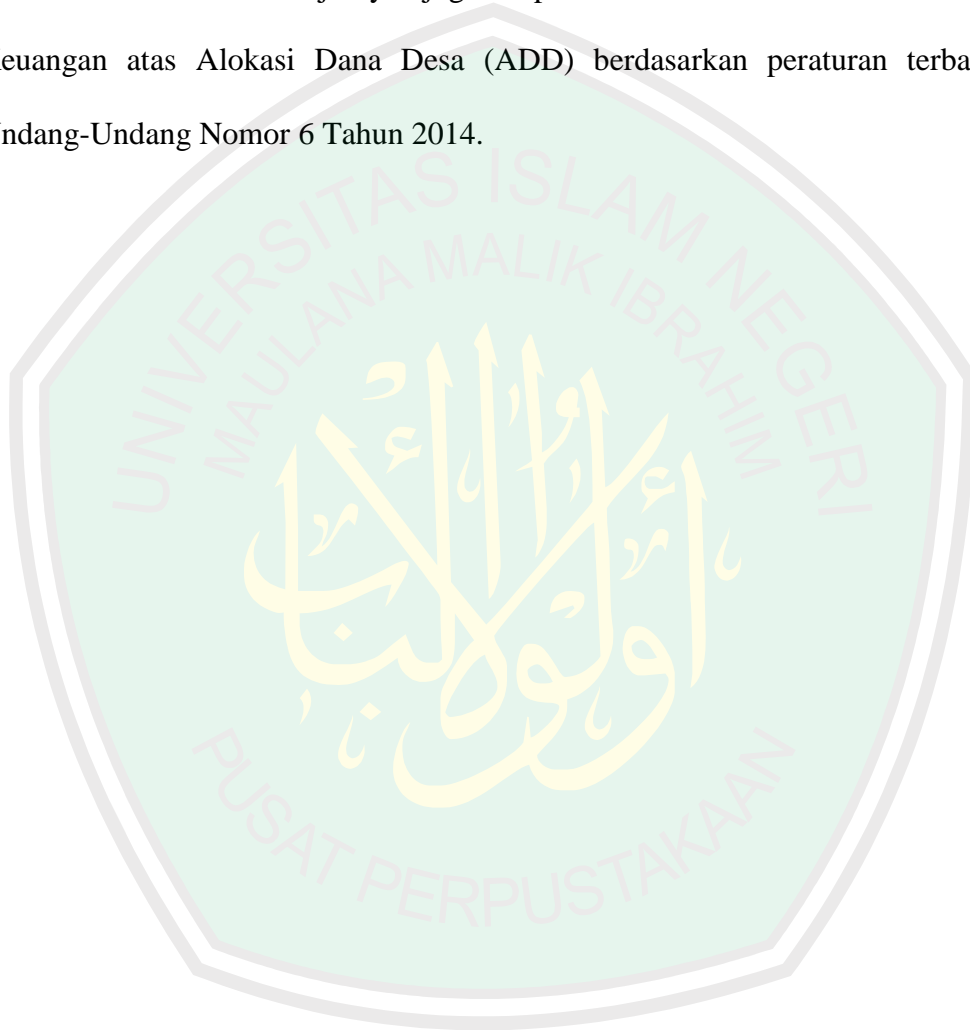 euangan atas Alokasi Dana Desa (ADD) berdasarkan peraturan terba
ndang-Undang Nomor 6 Tahun 2014.
UNIVERSITAS ISLAM NEGERI
MAULANA MALIK IBRAHIM
أولوا الألباب
PUSAT PERPUSTAKAAN